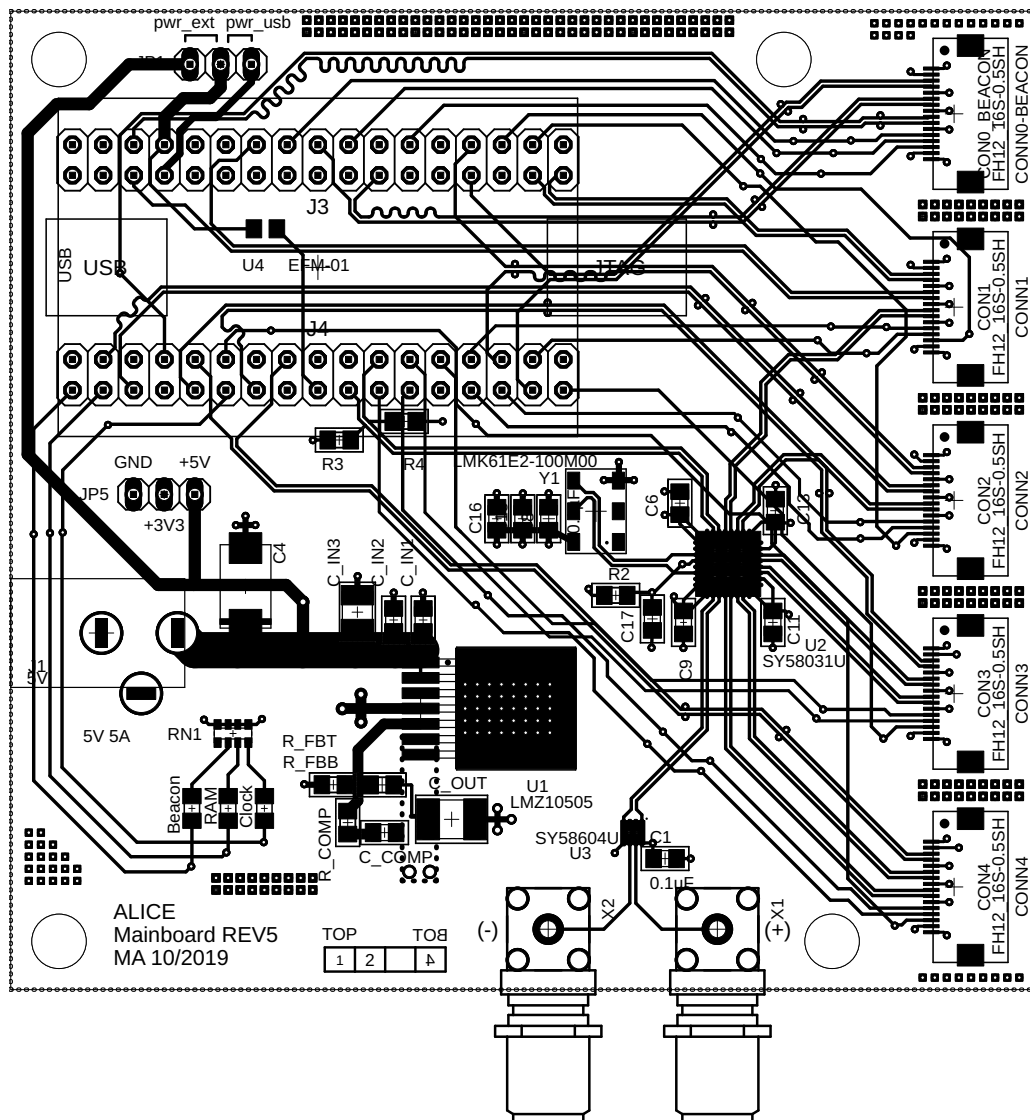 pwr_ext pwr_usb
JP1
CON0_BEACON
FH12_16S-0.5SH
CONN0-BEACON
J3
USB
USB
U4
EFM-01
JTAG
J4
CON1
FH12_16S-0.5SH
CONN1
R3
R4
LMK61E2-100M00
Y1
GND
+5V
JP5
+3V3
C4
C_IN3
C_IN2
C_IN1
C16
C6
C13
R2
C17
C9
C11
U2
SY58031U
CON2
FH12_16S-0.5SH
CONN2
J1
5V
5V 5A
RN1
Beacon
RAM
Clock
R_FBT
R_FBB
R_COMP
C_COMP
C_OUT
U1
LMZ10505
SY58604U
U3
C1
0.1uF
CON3
FH12_16S-0.5SH
CONN3
CON4
FH12_16S-0.5SH
CONN4
ALICE
Mainboard REV5
MA 10/2019
TOP
BOT
1 2 4
(-)
X2
X1
(+)